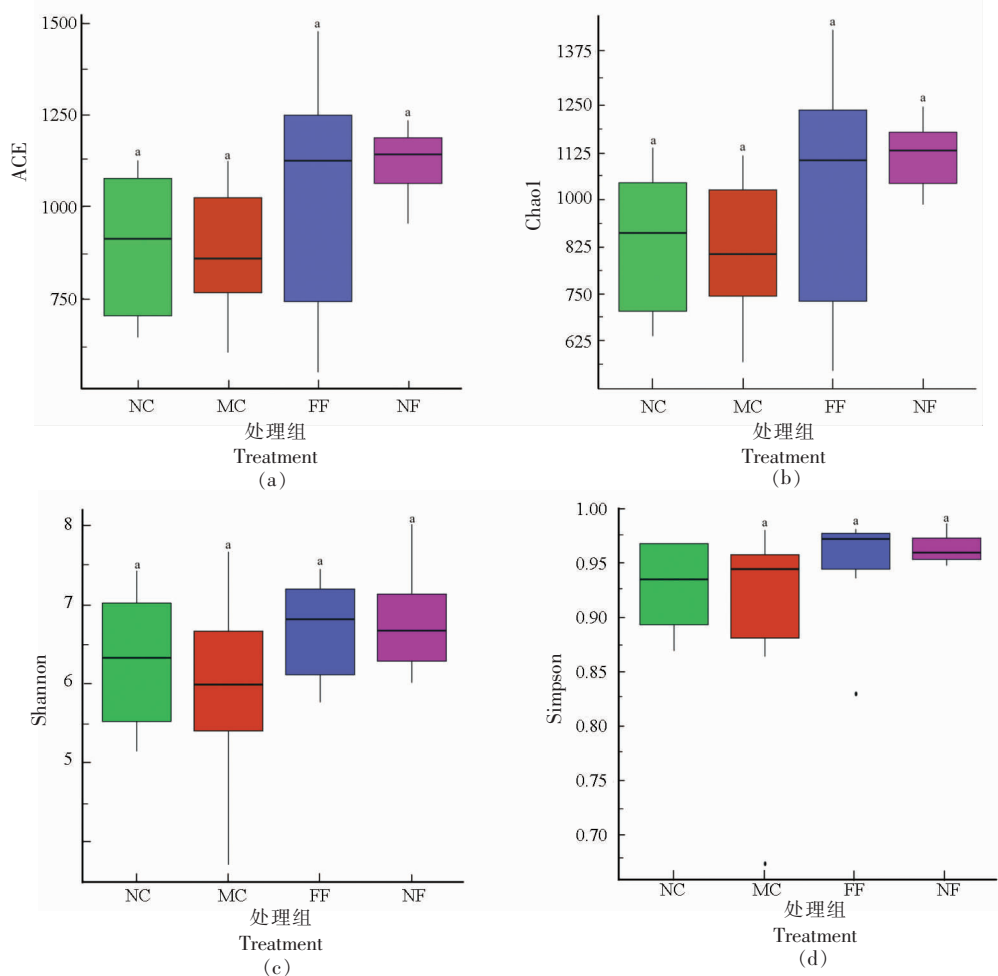 1500
1250
1000
750
ACE
a
a
a
a
NC
MC
FF
NF
处理组
Treatment
(a)
1375
1250
1125
1000
825
750
625
Chao1
a
a
a
a
NC
MC
FF
NF
处理组
Treatment
(b)
8
7
6
5
Shannon
a
a
a
a
NC
MC
FF
NF
处理组
Treatment
(c)
1.00
0.95
0.90
0.85
0.80
0.75
0.70
Simpson
a
a
a
NC
MC
FF
NF
处理组
Treatment
(d)